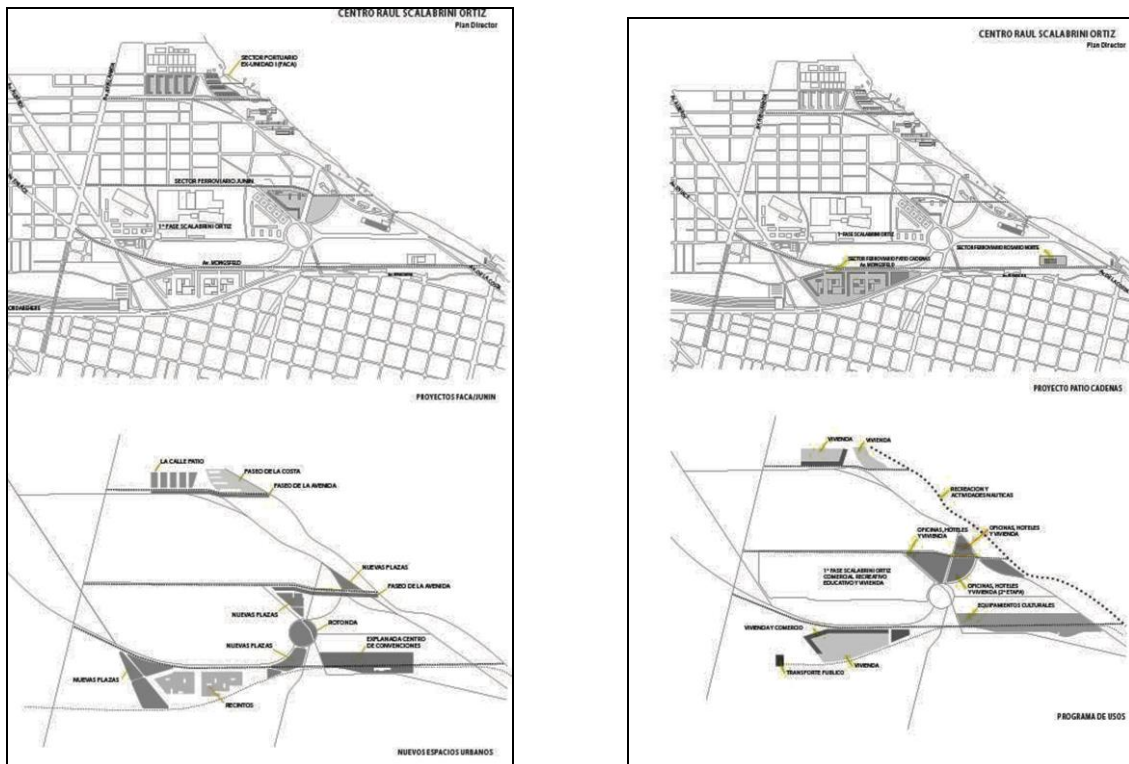 CENTRO RAUL SCALABRINI ORTIZ
Plan Director
SECTOR PORTUARIO
EX-UNIDAD I (FACA)
SECTOR FERROVIARIO JUNIN
1ª FASE SCALABRINI ORTIZ
Av. MONGSFELD
PROYECTOS FACA/JUNIN
LA CALLE PATIO
PASEO DE LA COSTA
PASEO DE LA AVENIDA
NUEVAS PLAZAS
PASEO DE LA AVENIDA
NUEVAS PLAZAS
ROTONDA
NUEVAS PLAZAS
EXPLANADA CENTRO
DE CONVENCIONES
NUEVAS PLAZAS
RECINTOS
NUEVOS ESPACIOS URBANOS
CENTRO RAUL SCALABRINI ORTIZ
Plan Director
1ª FASE SCALABRINI ORTIZ
SECTOR FERROVIARIO ROSARIO NORTE
SECTOR FERROVIARIO PATIO CADENAS
Av. MONGSFELD
PROYECTO PATIO CADENAS
VIVIENDA
VIVIENDA
RECREACION Y
ACTIVIDADES NAUTICAS
OFICINAS, HOTELES
Y VIVIENDA
OFICINAS, HOTELES
Y VIVIENDA
1ª FASE SCALABRINI ORTIZ
COMERCIAL RECREATIVO
EDUCATIVO Y VIVIENDA
OFICINAS, HOTELES
Y VIVIENDA (2ª ETAPA)
EQUIPAMIENTOS CULTURALES
VIVIENDA Y COMERCIO
VIVIENDA
TRANSPORTE PUBLICO
PROGRAMA DE USOS